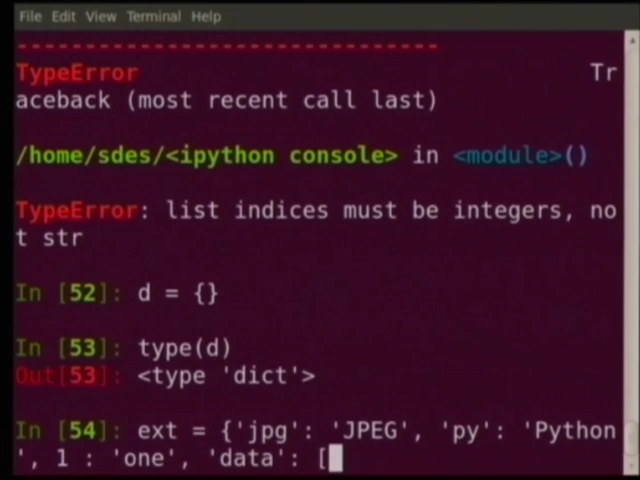 File Edit View Terminal Help
--------------------------------
TypeError Tr
aceback (most recent call last)
/home/sdes/<ipython console> in <module>()
TypeError: list indices must be integers, no
t str
In [52]: d = {}
In [53]: type(d)
Out[53]: <type 'dict'>
In [54]: ext = {'jpg': 'JPEG', 'py': 'Python
', 1 : 'one', 'data': [